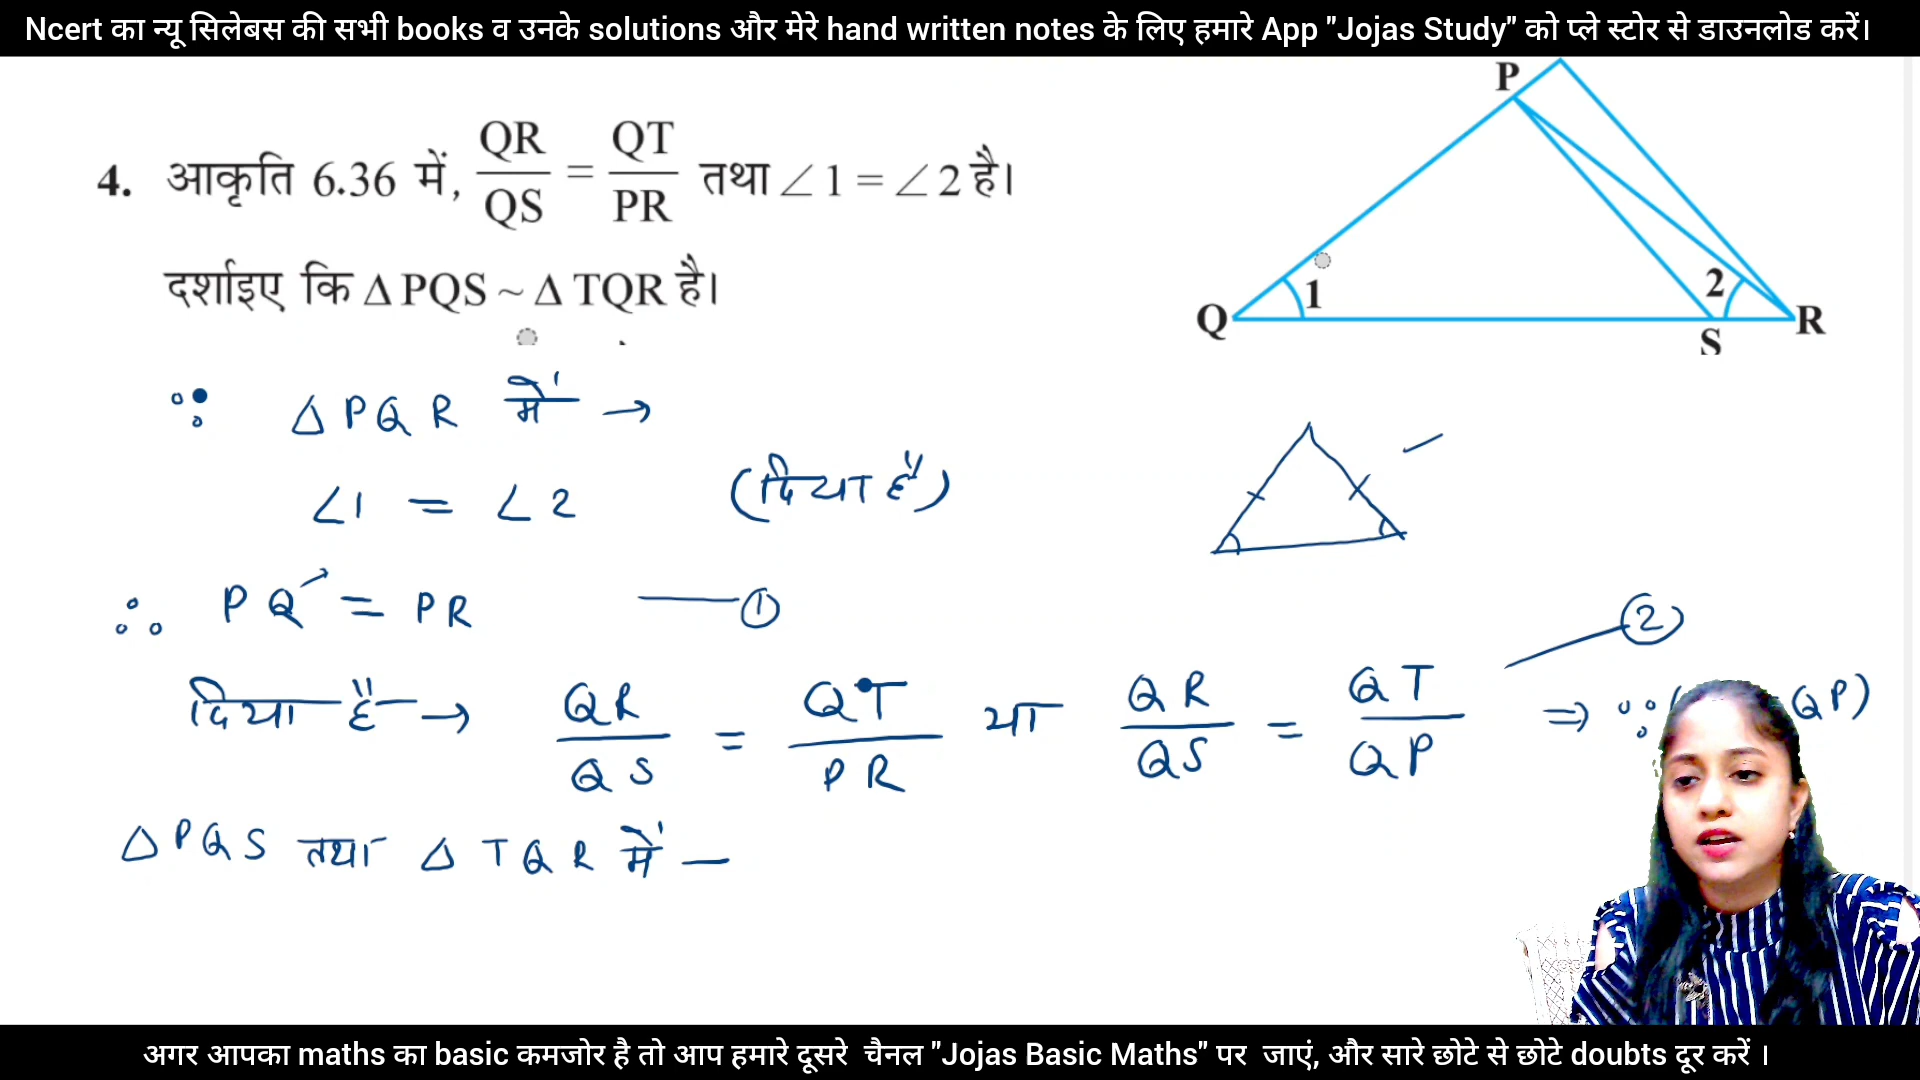 Ncert का न्यू सिलेबस की सभी books व उनके solutions और मेरे hand written notes के लिए हमारे App "Jojas Study" को प्ले स्टोर से डाउनलोड करें।
4. आकृति 6.36 में, QR/QS = QT/PR तथा ∠1 = ∠2 है।
दर्शाइए कि Δ PQS ~ Δ TQR है।
P
Q
1
2
S
R
∵ Δ PQR में →
∠1 = ∠2 (दिया है)
∴ PQ = PR —①
②
दिया है → QR/QS = QT/PR या QR/QS = QT/QP ⇒ ∵( QP)
Δ PQS तथा Δ TQR में —
अगर आपका maths का basic कमजोर है तो आप हमारे दूसरे चैनल "Jojas Basic Maths" पर जाएं, और सारे छोटे से छोटे doubts दूर करें ।